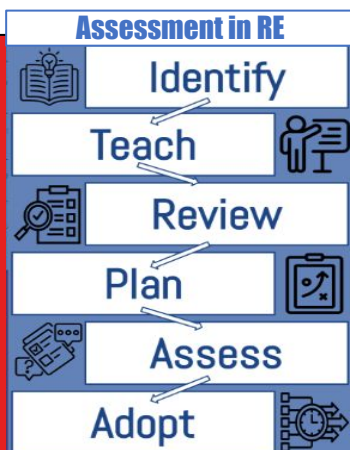 Assessment in RE
Identify
Teach
Review
Plan
Assess
Adopt